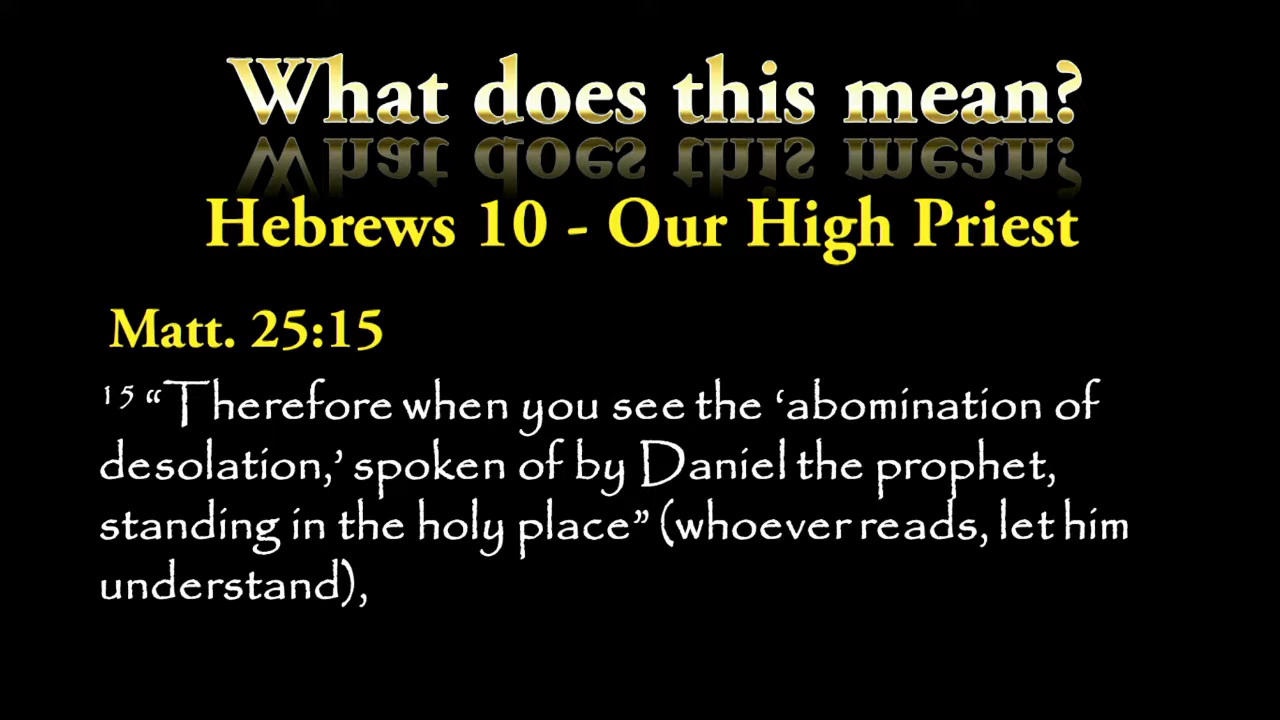 What does this mean?
Hebrews 10 - Our High Priest
Matt. 25:15
15 “Therefore when you see the ‘abomination of
desolation,’ spoken of by Daniel the prophet,
standing in the holy place” (whoever reads, let him
understand),